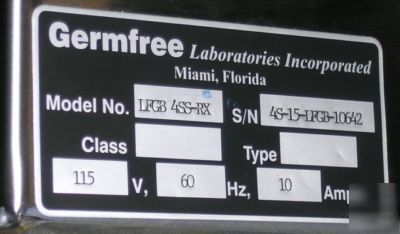 Germfree Laboratories Incorporated
Miami, Florida
Model No. LFGB 4SS-RX S/N 4S-15-LFGB-10642
Class Type
115 V, 60 Hz, 10 Amp